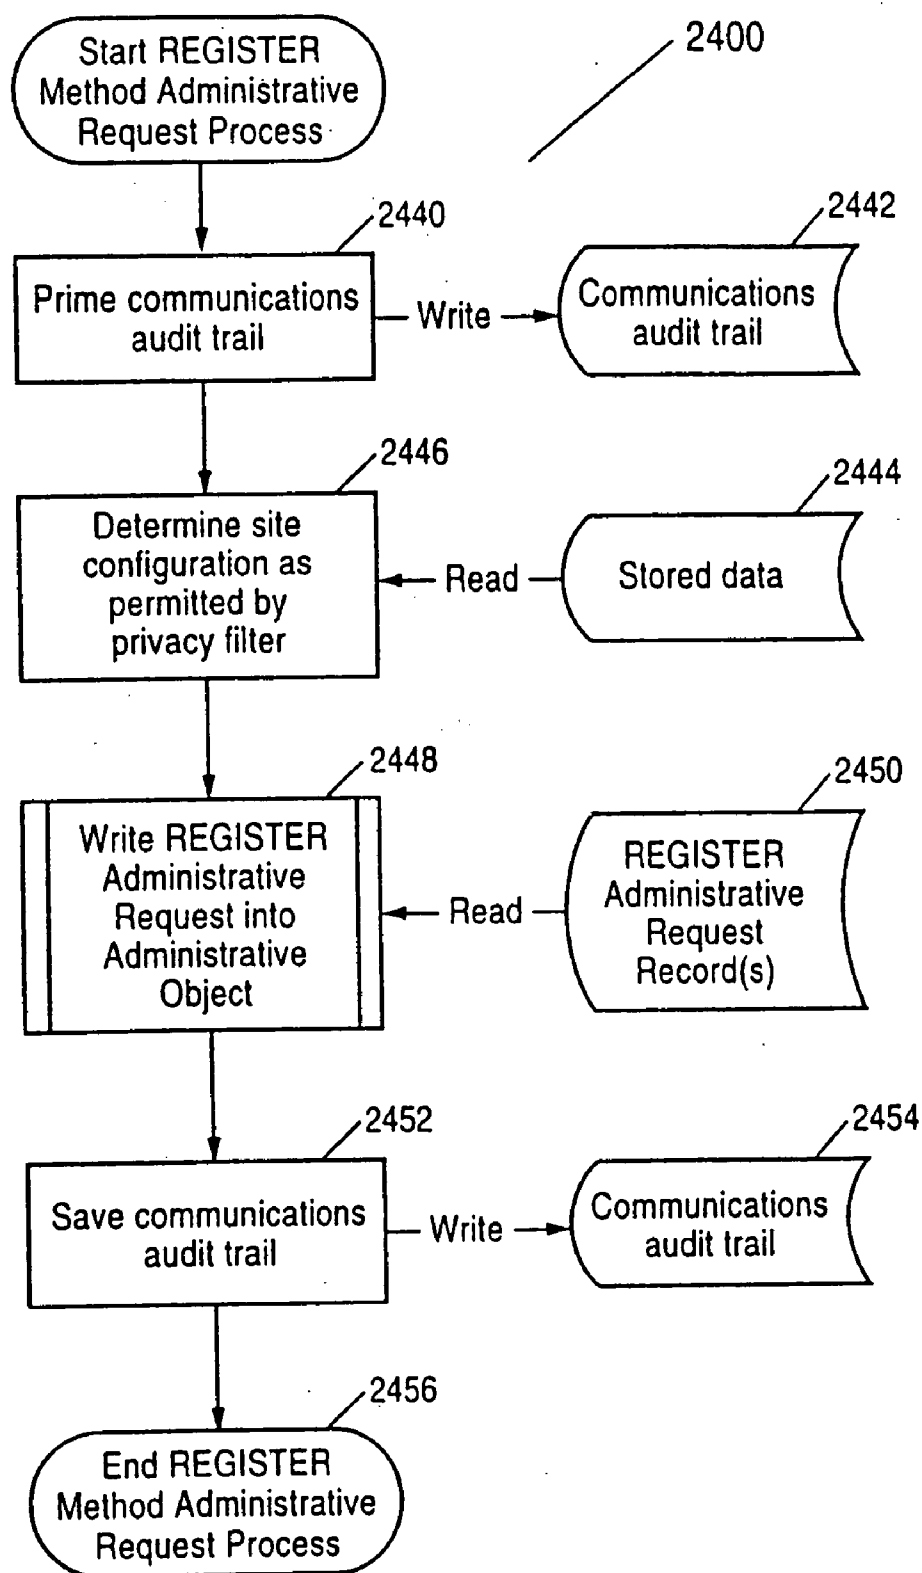 Start REGISTER
Method Administrative
Request Process
2400
2440
Prime communications
audit trail
Write
2442
Communications
audit trail
2446
Determine site
configuration as
permitted by
privacy filter
Read
2444
Stored data
2448
Write REGISTER
Administrative
Request into
Administrative
Object
Read
2450
REGISTER
Administrative
Request
Record(s)
2452
Save communications
audit trail
Write
2454
Communications
audit trail
2456
End REGISTER
Method Administrative
Request Process